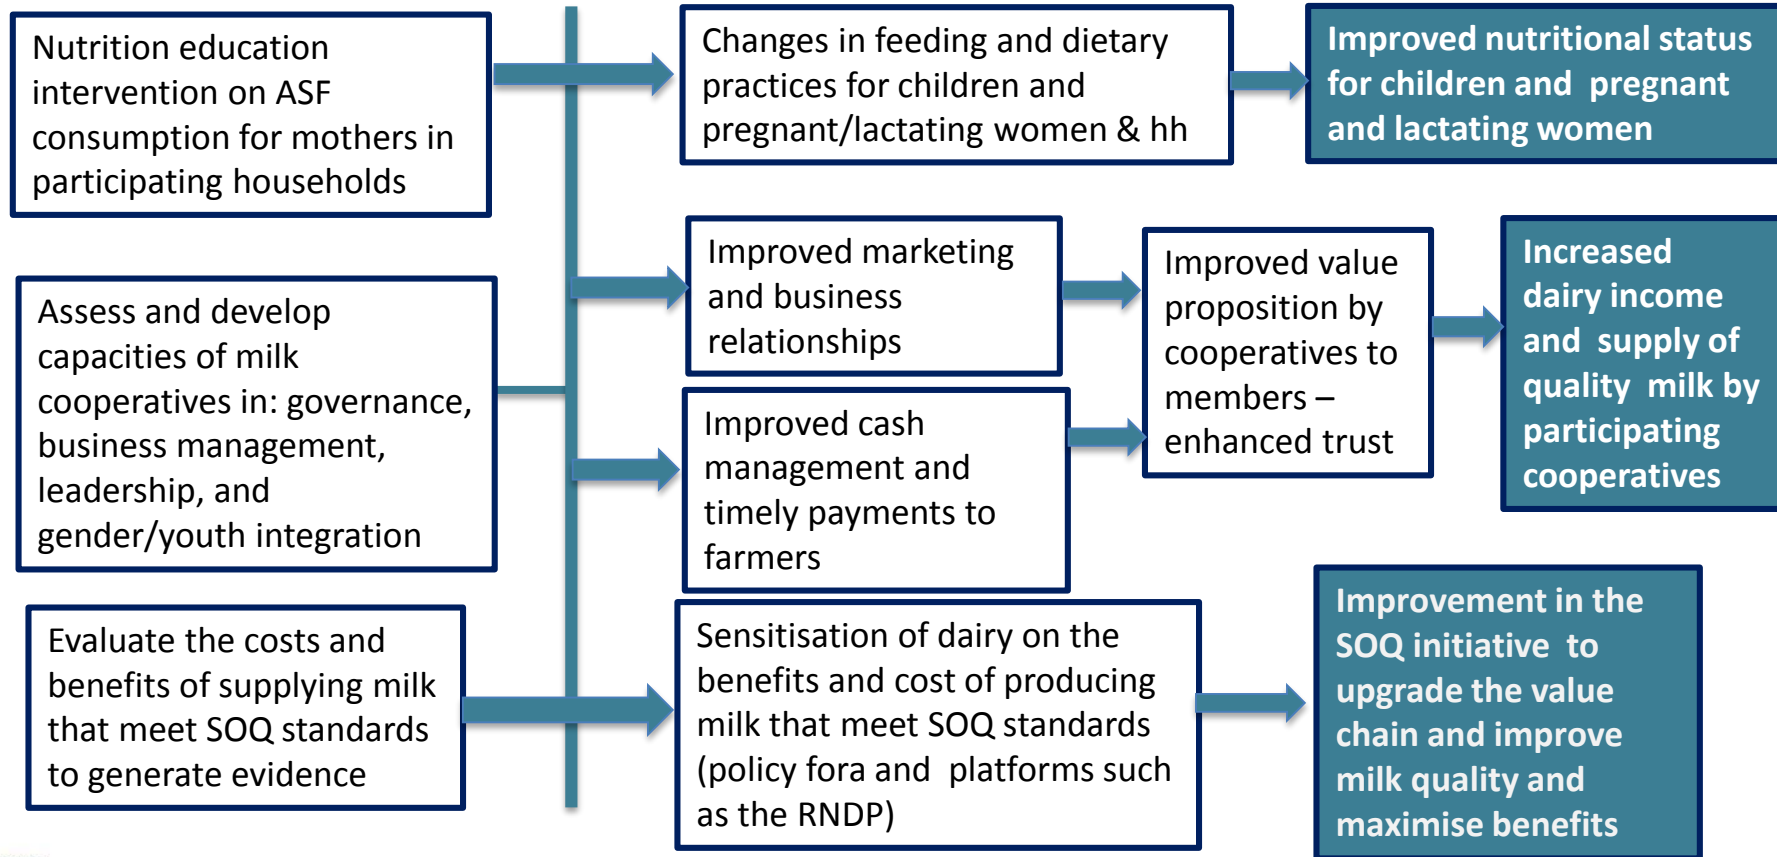 Nutrition education
intervention on ASF
consumption for mothers in
participating households
Changes in feeding and dietary
practices for children and
pregnant/lactating women & hh
Improved nutritional status
for children and pregnant
and lactating women
Assess and develop
capacities of milk
cooperatives in: governance,
business management,
leadership, and
gender/youth integration
Improved marketing
and business
relationships
Improved cash
management and
timely payments to
farmers
Improved value
proposition by
cooperatives to
members –
enhanced trust
Increased
dairy income
and supply of
quality milk by
participating
cooperatives
Evaluate the costs and
benefits of supplying milk
that meet SOQ standards
to generate evidence
Sensitisation of dairy on the
benefits and cost of producing
milk that meet SOQ standards
(policy fora and platforms such
as the RNDP)
Improvement in the
SOQ initiative to
upgrade the value
chain and improve
milk quality and
maximise benefits